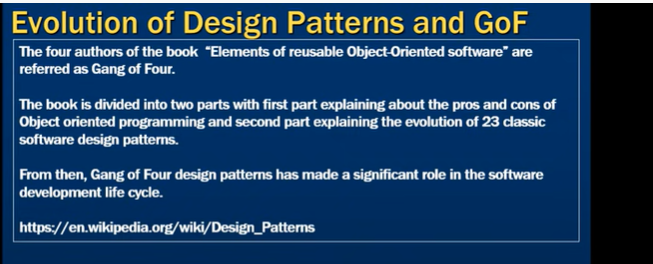 Evolution of Design Patterns and GoF
The four authors of the book "Elements of reusable Object-Oriented software" are
referred as Gang of Four.
The book is divided into two parts with first part explaining about the pros and cons of
Object oriented programming and second part explaining the evolution of 23 classic
software design patterns.
From then, Gang of Four design patterns has made a significant role in the software
development life cycle.
https://en.wikipedia.org/wiki/Design_Patterns